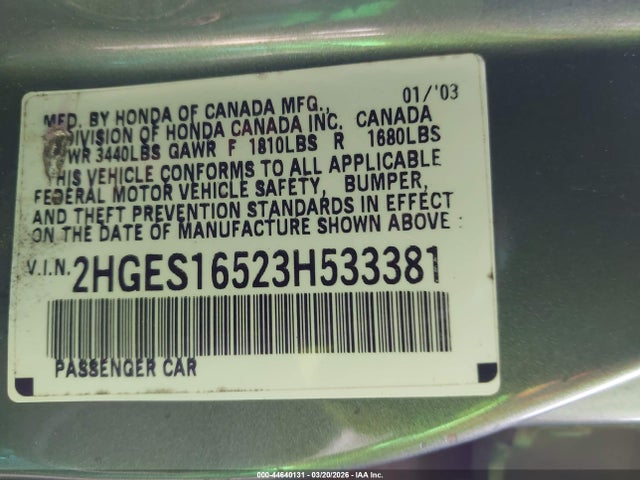 01/'03
MFD. BY HONDA OF CANADA MFG.,
DIVISION OF HONDA CANADA INC. CANADA
3440LBS GAWR F 1810LBS R 1680LBS
THIS VEHICLE CONFORMS TO ALL APPLICABLE
FEDERAL MOTOR VEHICLE SAFETY, BUMPER,
AND THEFT PREVENTION STANDARDS IN EFFECT
ON THE DATE OF MANUFACTURE SHOWN ABOVE :
V.I.N. 2HGES16523H533381
PASSENGER CAR
000-44640131 - 03/20/2026 - IAA Inc.